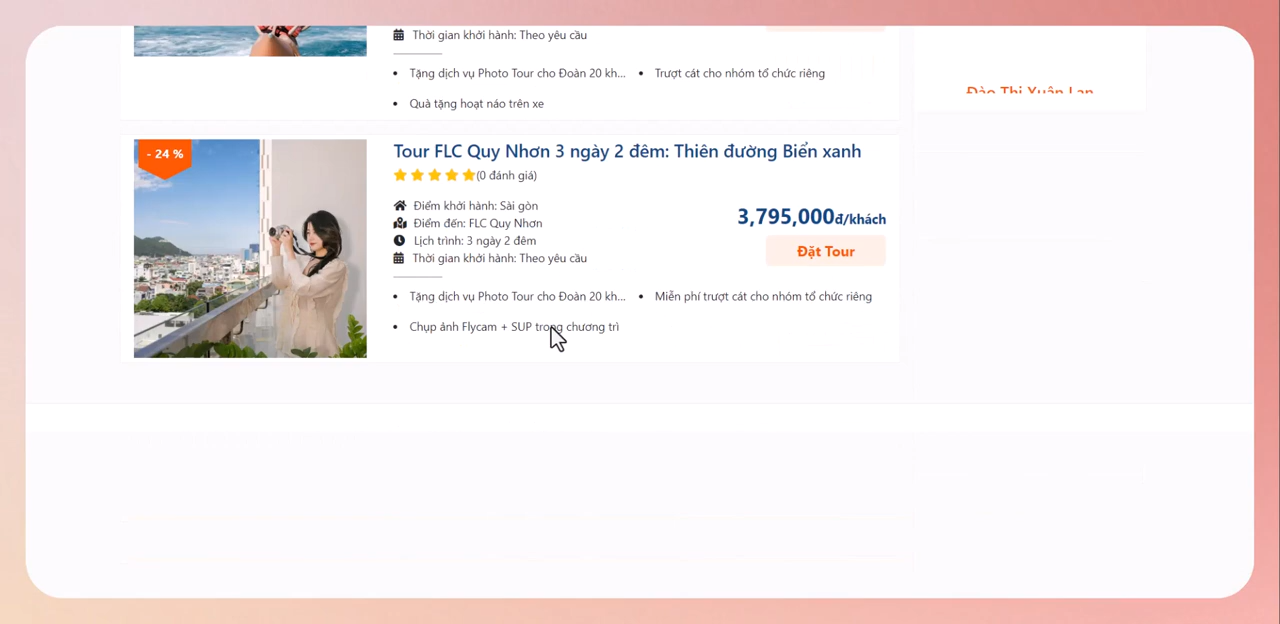 Thời gian khởi hành: Theo yêu cầu
Tặng dịch vụ Photo Tour cho Đoàn 20 kh...
Trượt cát cho nhóm tổ chức riêng
Quà tặng hoạt náo trên xe
Đào Thị Xuân Lan
- 24 %
Tour FLC Quy Nhơn 3 ngày 2 đêm: Thiên đường Biển xanh
(0 đánh giá)
Điểm khởi hành: Sài gòn
Điểm đến: FLC Quy Nhơn
Lịch trình: 3 ngày 2 đêm
Thời gian khởi hành: Theo yêu cầu
3,795,000đ/khách
Đặt Tour
Tặng dịch vụ Photo Tour cho Đoàn 20 kh...
Miễn phí trượt cát cho nhóm tổ chức riêng
Chụp ảnh Flycam + SUP trong chương trì